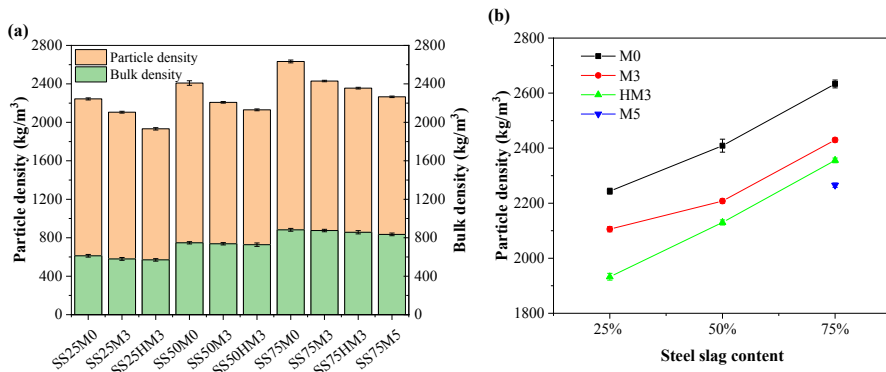 (a)
2800
2400
2000
1600
1200
800
400
0
Particle density (kg/m³)
Particle density
Bulk density
2800
2400
2000
1600
1200
800
400
0
Bulk density (kg/m³)
SS25M0
SS25M3
SS25HM3
SS50M0
SS50M3
SS50HM3
SS75M0
SS75M3
SS75HM3
SS75M5
(b)
2800
2600
2400
2200
2000
1800
Particle density (kg/m³)
M0
M3
HM3
M5
25% 50% 75%
Steel slag content